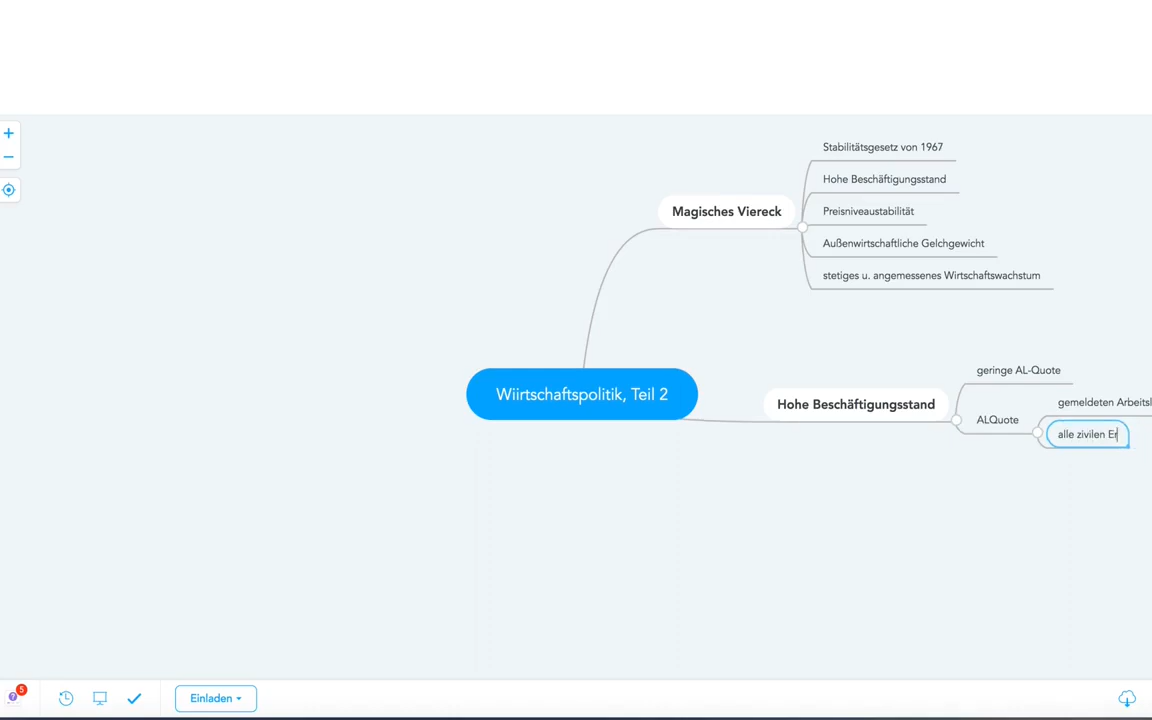 Stabilitätsgesetz von 1967
Hohe Beschäftigungsstand
Magisches Viereck
Preisniveaustabilität
Außenwirtschaftliche Gelchgewicht
stetiges u. angemessenes Wirtschaftswachstum
Wiirtschaftspolitik, Teil 2
Hohe Beschäftigungsstand
geringe AL-Quote
ALQuote
gemeldeten Arbeitsl
alle zivilen Er
5
?
Einladen